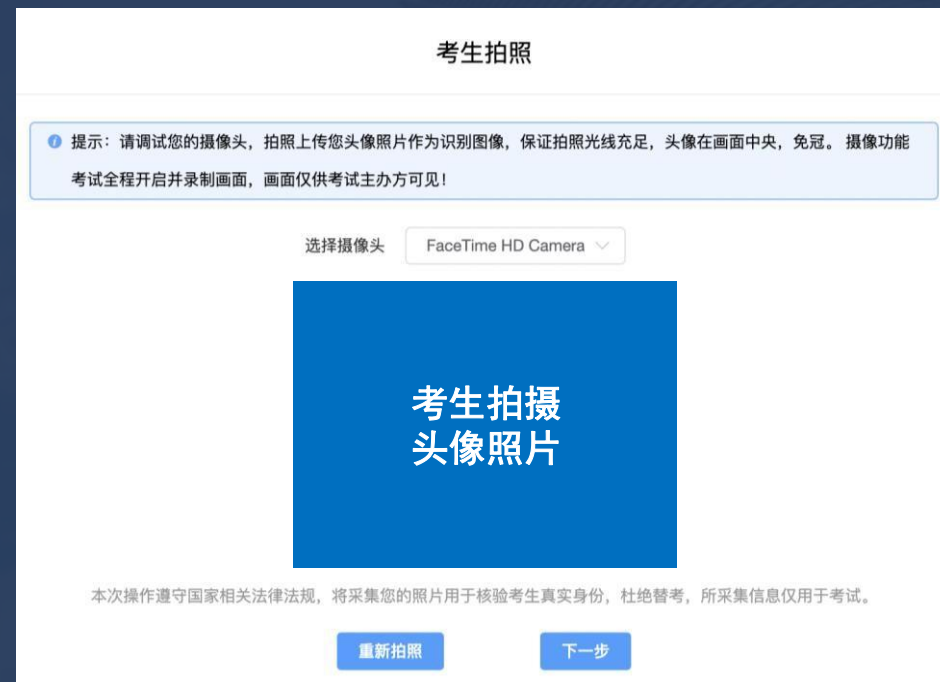 考生拍照
提示：请调试您的摄像头，拍照上传您头像照片作为识别图像，保证拍照光线充足，头像在画面中央，免冠。 摄像功能
考试全程开启并录制画面，画面仅供考试主办方可见！
选择摄像头 FaceTime HD Camera
考生拍摄
头像照片
本次操作遵守国家相关法律法规，将采集您的照片用于核验考生真实身份，杜绝替考，所采集信息仅用于考试。
重新拍照 下一步